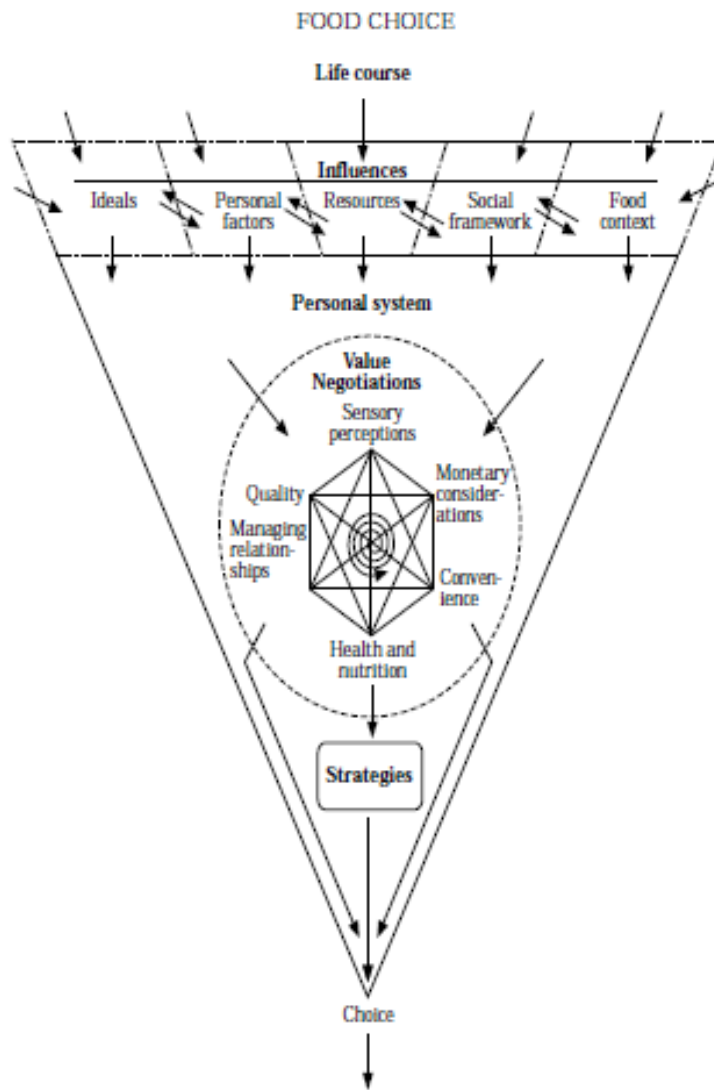 FOOD CHOICE
Life course
Influences
Ideals
Personal
factors
Resources
Social
framework
Food
context
Personal system
Value
Negotiations
Sensory
perceptions
Quality
Monetary
consider-
ations
Managing
relation-
ships
Conven-
ience
Health and
nutrition
Strategies
Choice